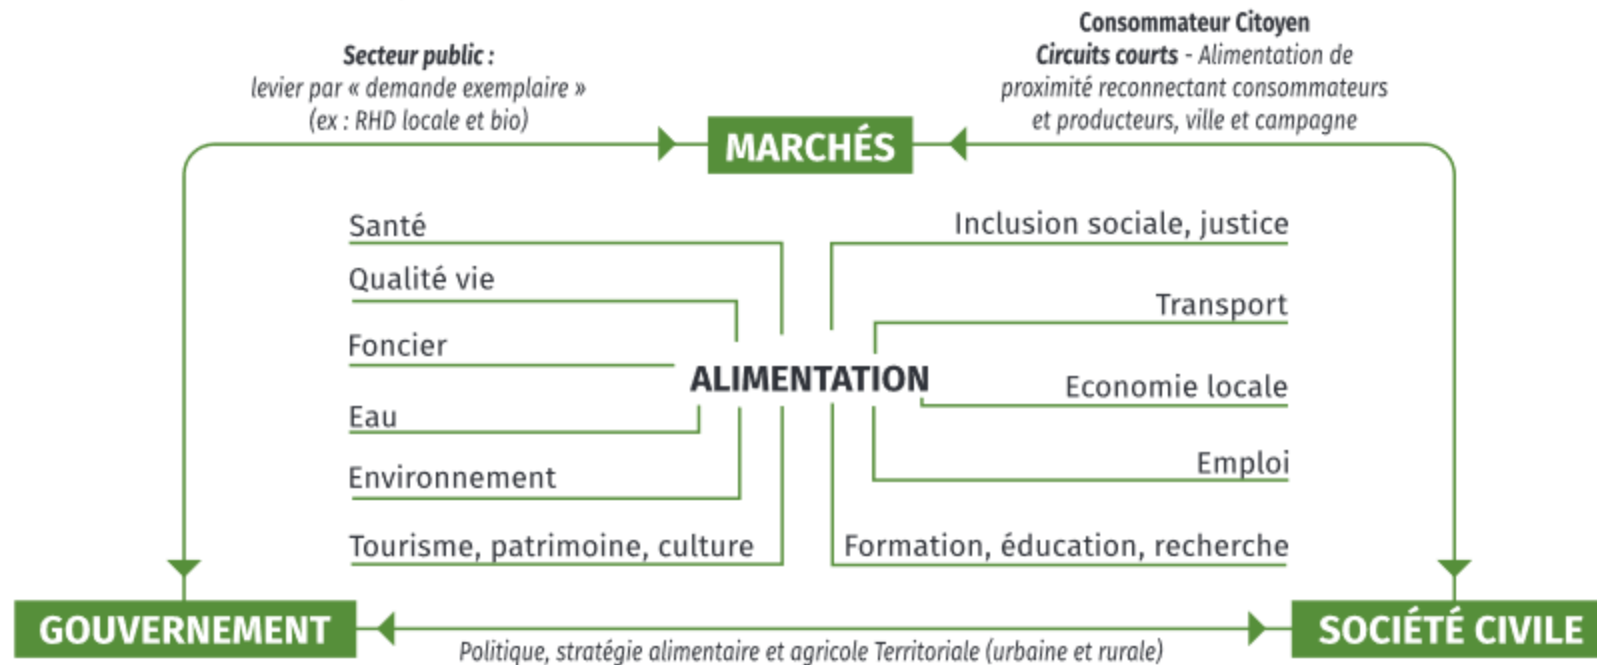 Secteur public :
levier par « demande exemplaire »
(ex : RHD locale et bio)
Consommateur Citoyen
Circuits courts - Alimentation de
proximité reconnectant consommateurs
et producteurs, ville et campagne
MARCHÉS
Santé
Qualité vie
Foncier
Eau
Environnement
Tourisme, patrimoine, culture
ALIMENTATION
Inclusion sociale, justice
Transport
Economie locale
Emploi
Formation, éducation, recherche
GOUVERNEMENT
Politique, stratégie alimentaire et agricole Territoriale (urbaine et rurale)
SOCIÉTÉ CIVILE